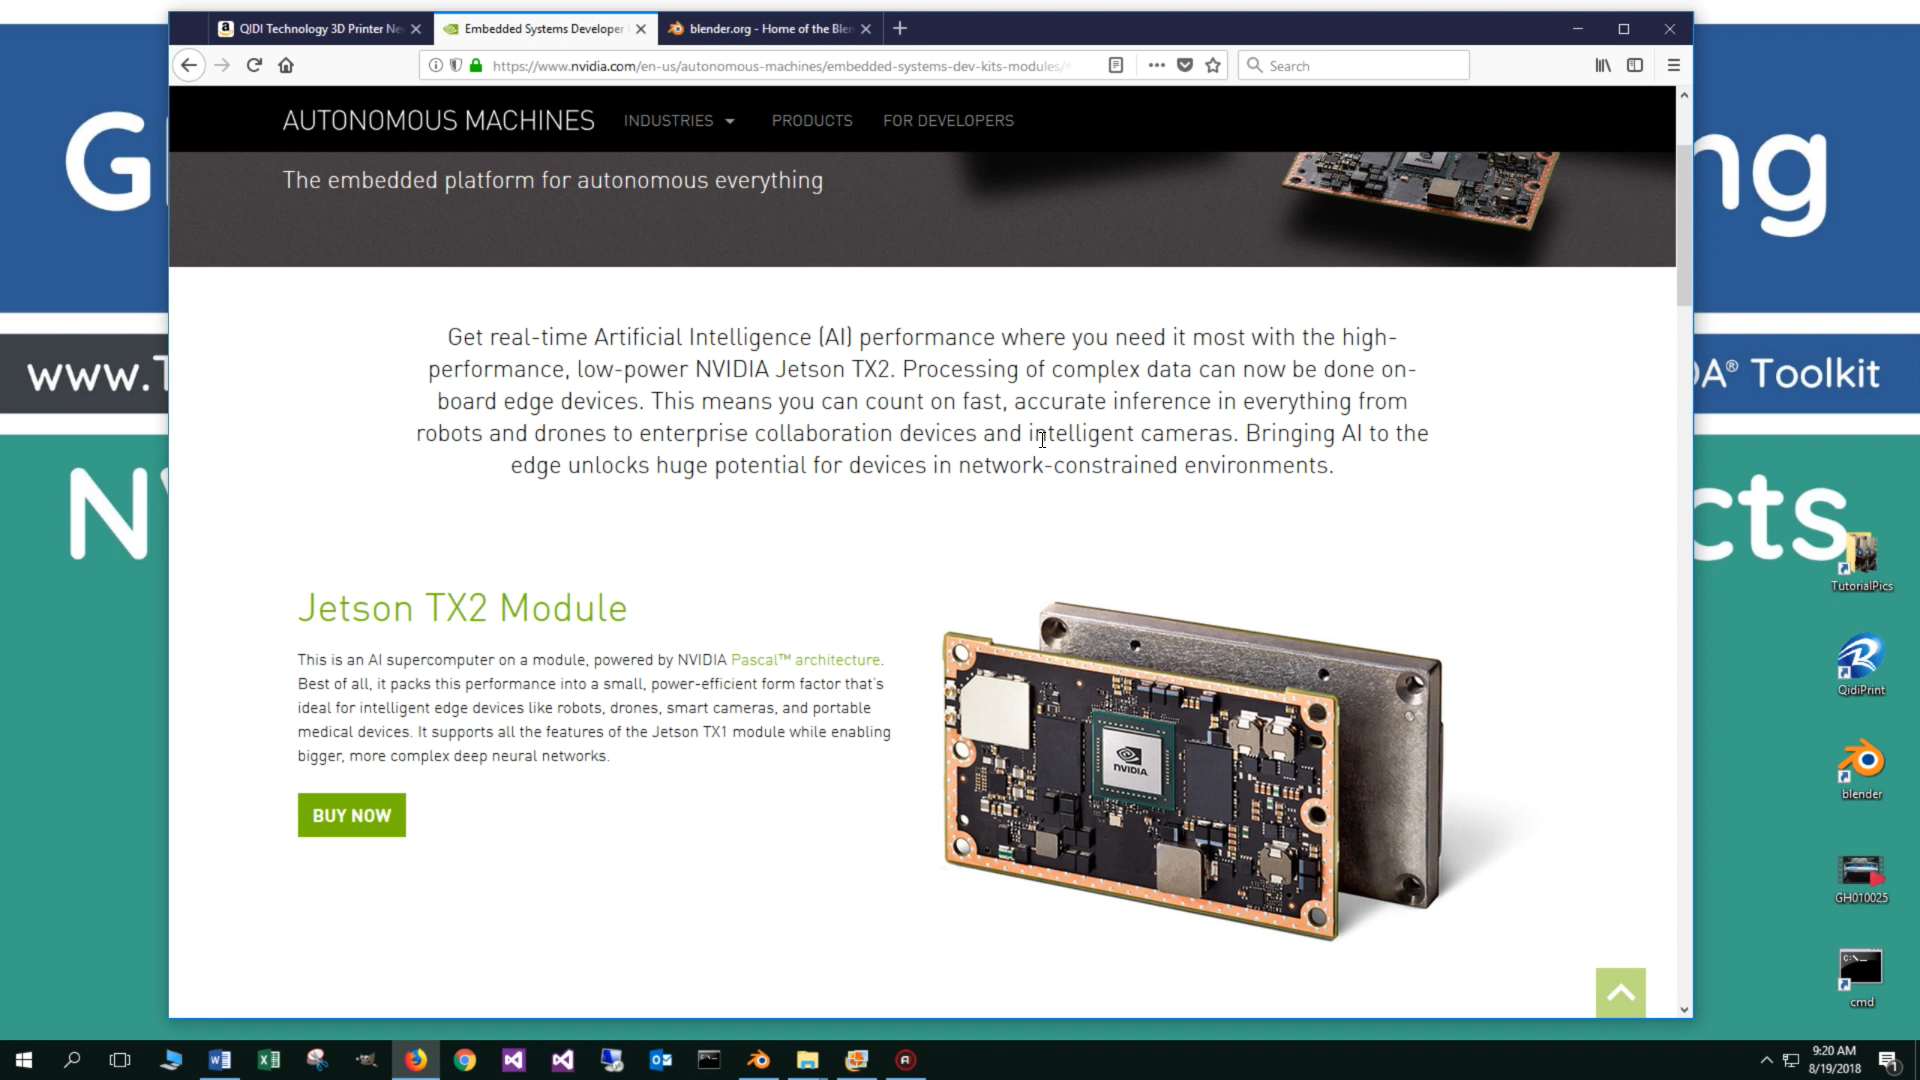 QIDI Technology 3D Printer Ne
Embedded Systems Developer
blender.org - Home of the Blen
https://www.nvidia.com/en-us/autonomous-machines/embedded-systems-dev-kits-modules/
Search
AUTONOMOUS MACHINES
INDUSTRIES
PRODUCTS
FOR DEVELOPERS
The embedded platform for autonomous everything
Get real-time Artificial Intelligence (AI) performance where you need it most with the high-
performance, low-power NVIDIA Jetson TX2. Processing of complex data can now be done on-
board edge devices. This means you can count on fast, accurate inference in everything from
robots and drones to enterprise collaboration devices and intelligent cameras. Bringing AI to the
edge unlocks huge potential for devices in network-constrained environments.
Jetson TX2 Module
This is an AI supercomputer on a module, powered by NVIDIA Pascal™ architecture.
Best of all, it packs this performance into a small, power-efficient form factor that's
ideal for intelligent edge devices like robots, drones, smart cameras, and portable
medical devices. It supports all the features of the Jetson TX1 module while enabling
bigger, more complex deep neural networks.
BUY NOW
NVIDIA
G
ng
www.T
DA® Toolkit
N
cts
TutorialPics
QidiPrint
blender
GH010025
cmd
9:20 AM
8/19/2018